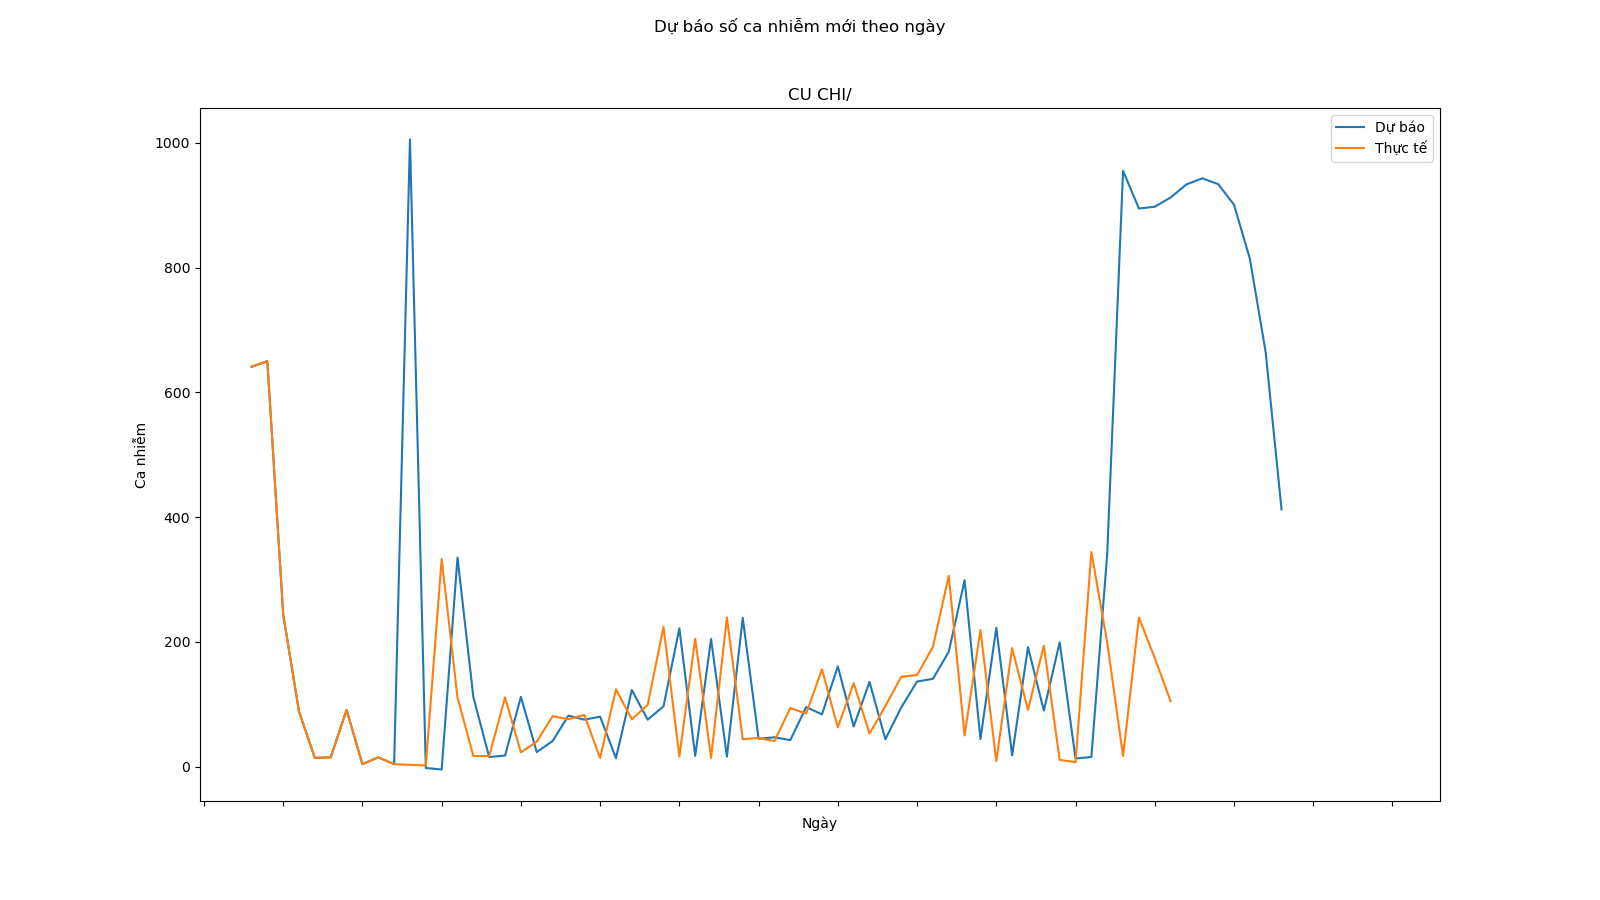 Dự báo số ca nhiễm mới theo ngày
CU CHI/
Dự báo
Thực tế
1000
800
600
400
200
0
Ca nhiễm
Ngày